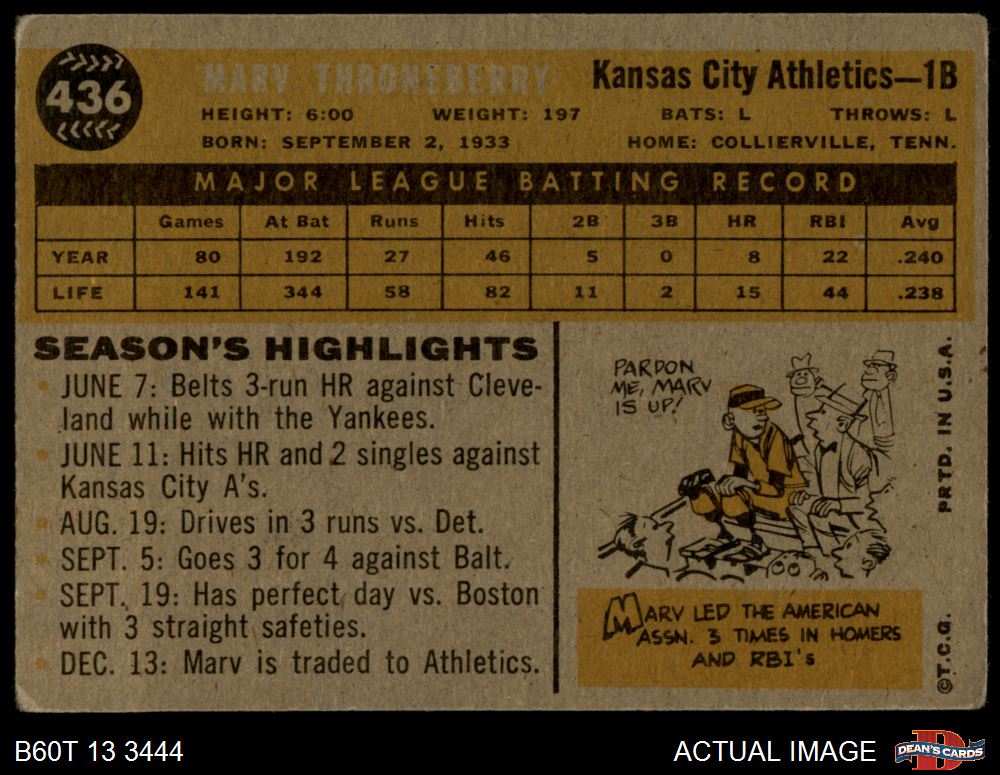 436
MARV THRONEBERRY Kansas City Athletics—1B
HEIGHT: 6:00 WEIGHT: 197 BATS: L THROWS: L
BORN: SEPTEMBER 2, 1933 HOME: COLLIERVILLE, TENN.
MAJOR LEAGUE BATTING RECORD
Games At Bat Runs Hits 2B 3B HR RBI Avg
YEAR 80 192 27 46 5 0 8 22 .240
LIFE 141 344 58 82 11 2 15 44 .238
SEASON'S HIGHLIGHTS
JUNE 7: Belts 3-run HR against Cleve-
land while with the Yankees.
JUNE 11: Hits HR and 2 singles against
Kansas City A's.
AUG. 19: Drives in 3 runs vs. Det.
SEPT. 5: Goes 3 for 4 against Balt.
SEPT. 19: Has perfect day vs. Boston
with 3 straight safeties.
DEC. 13: Marv is traded to Athletics.
PARDON
ME, MARV
IS UP!
MARV LED THE AMERICAN
ASSN. 3 TIMES IN HOMERS
AND RBI's
©T.C.G. PRTD. IN U.S.A.
B60T 13 3444
ACTUAL IMAGE
D
DEAN'S CARDS